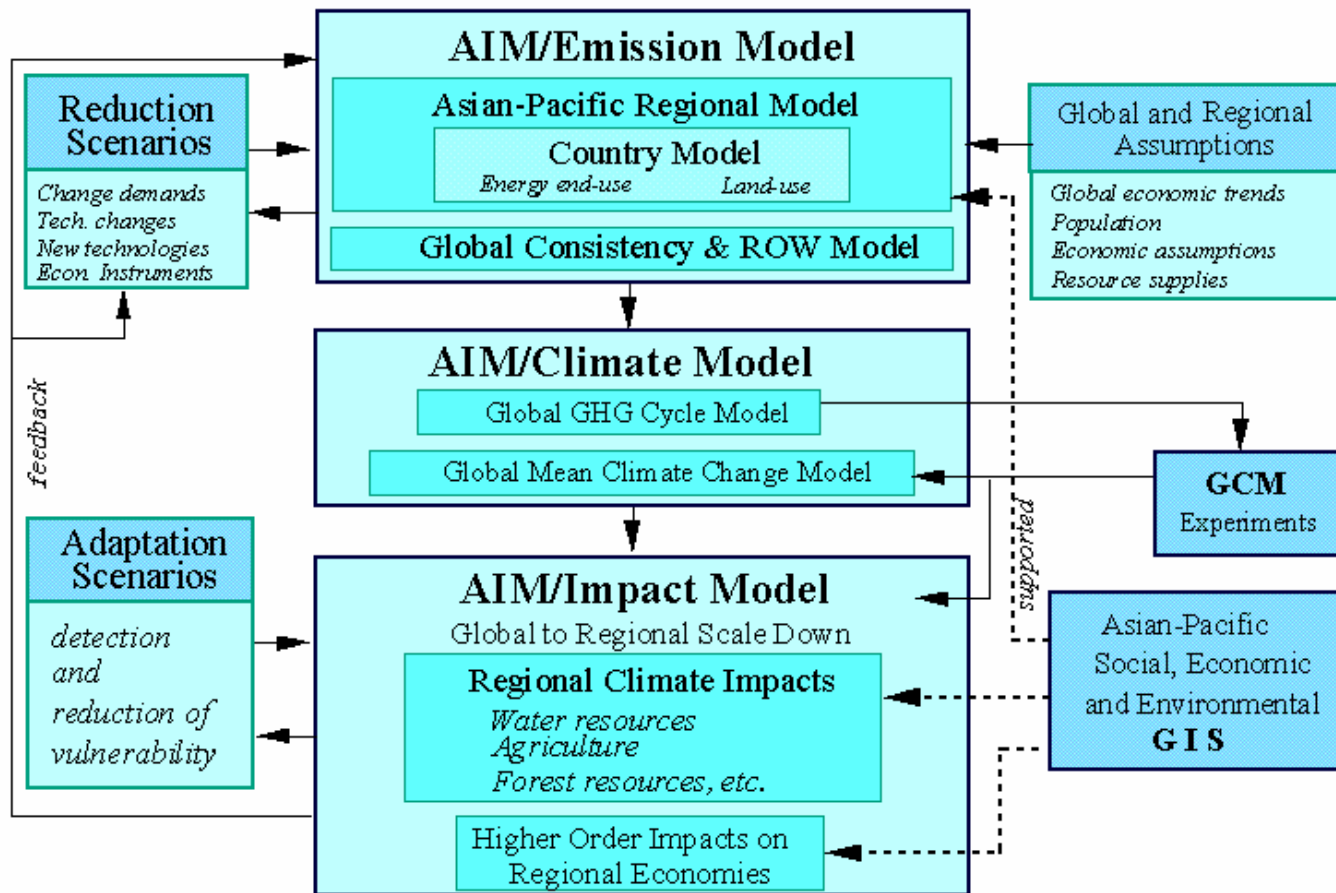 AIM/Emission Model
Asian-Pacific Regional Model
Country Model
Energy end-use Land-use
Global Consistency & ROW Model
Reduction
Scenarios
Change demands
Tech. changes
New technologies
Econ. Instruments
Global and Regional
Assumptions
Global economic trends
Population
Economic assumptions
Resource supplies
AIM/Climate Model
Global GHG Cycle Model
Global Mean Climate Change Model
feedback
supported
GCM
Experiments
Adaptation
Scenarios
detection
and
reduction of
vulnerability
AIM/Impact Model
Global to Regional Scale Down
Regional Climate Impacts
Water resources
Agriculture
Forest resources, etc.
Higher Order Impacts on
Regional Economies
Asian-Pacific
Social, Economic
and Environmental
GIS